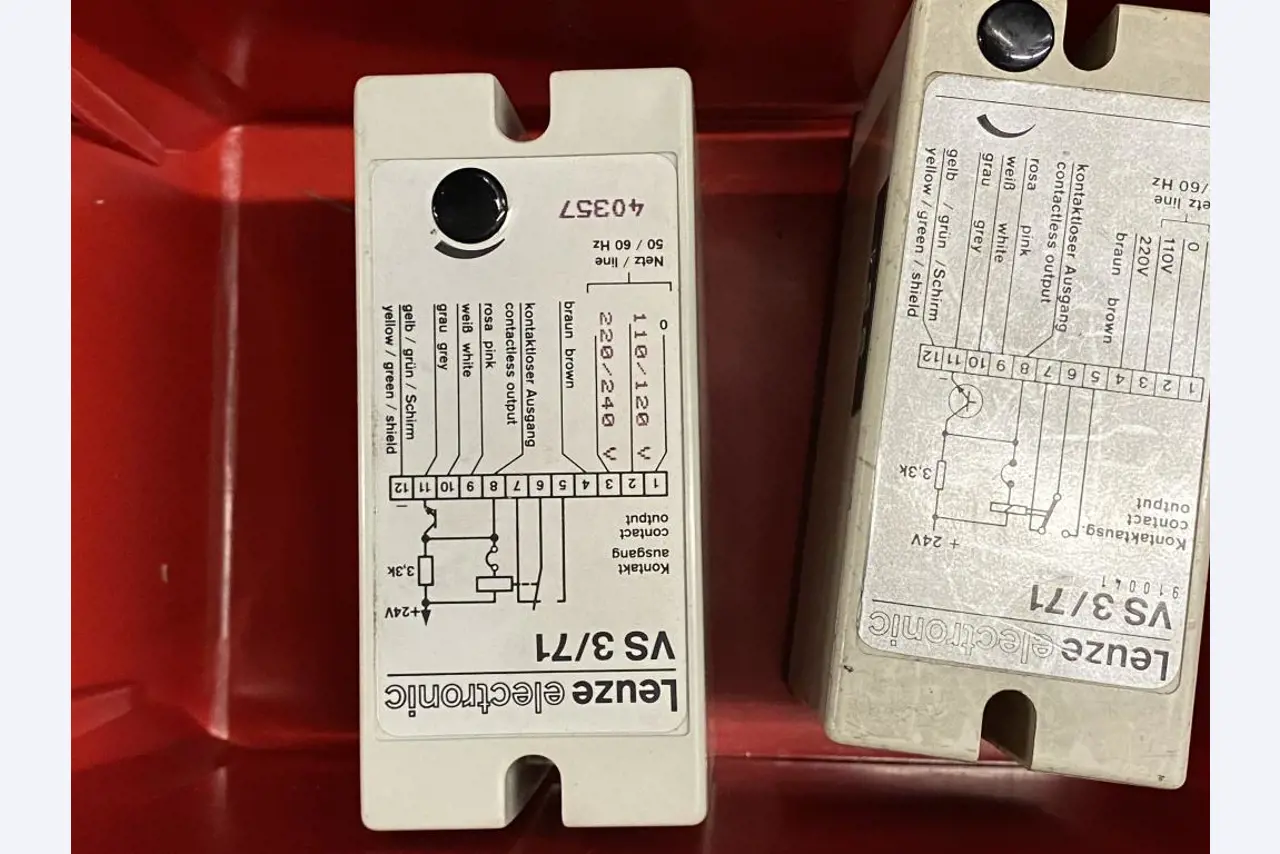 Leuze electronic
VS 3/71
+24V
3,3k
Kontakt
ausgang
contact
output
1 2 3 4 5 6 7 8 9 10 11 12
0
110/120 V
220/240 V
braun brown
kontaktloser Ausgang
contactless output
rosa pink
weiß white
grau grey
gelb / grün / Schirm
yellow / green / shield
Netz / line
50 / 60 Hz
40357
Leuze electronic
VS 3/71
910041
+ 24V
3,3k
Kontaktausg.
contact
output
1 2 3 4 5 6 7 8 9 10 11 12
0
110V
220V
braun brown
kontaktloser Ausgang
contactless output
rosa pink
weiß white
grau grey
gelb / grün / Schirm
yellow / green / shield
line
/60 Hz